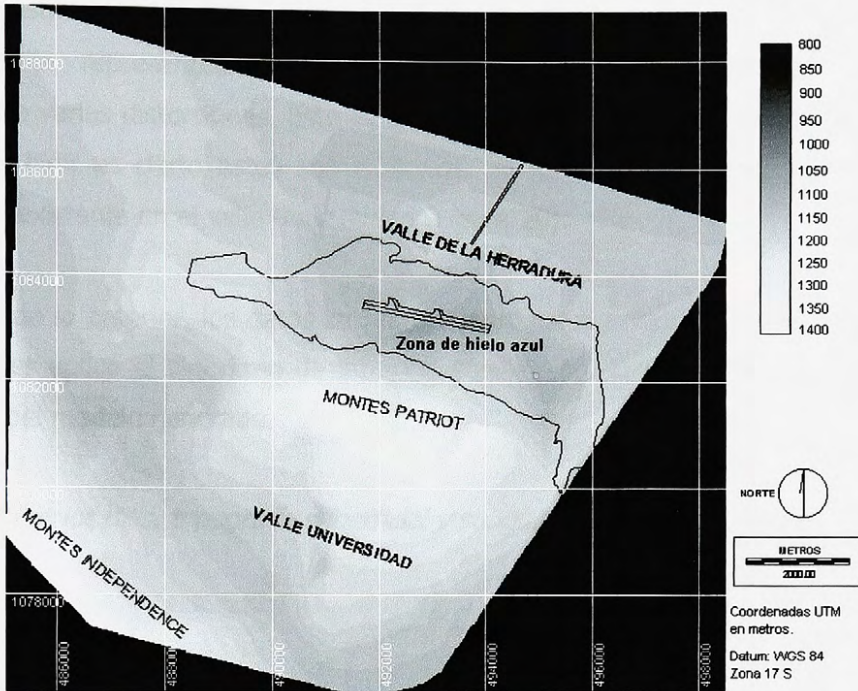 1088000
1086000
1084000
1082000
1078000
486000
488000
490000
492000
494000
496000
498000
VALLE DE LA HERRADURA
Zona de hielo azul
MONTES PATRIOT
VALLE UNIVERSIDAD
MONTES INDEPENDENCE
800
850
900
950
1000
1050
1100
1150
1200
1250
1300
1350
1400
NORTE
METROS
2000.00
Coordenadas UTM
en metros.
Datum: WGS 84
Zona 17 S